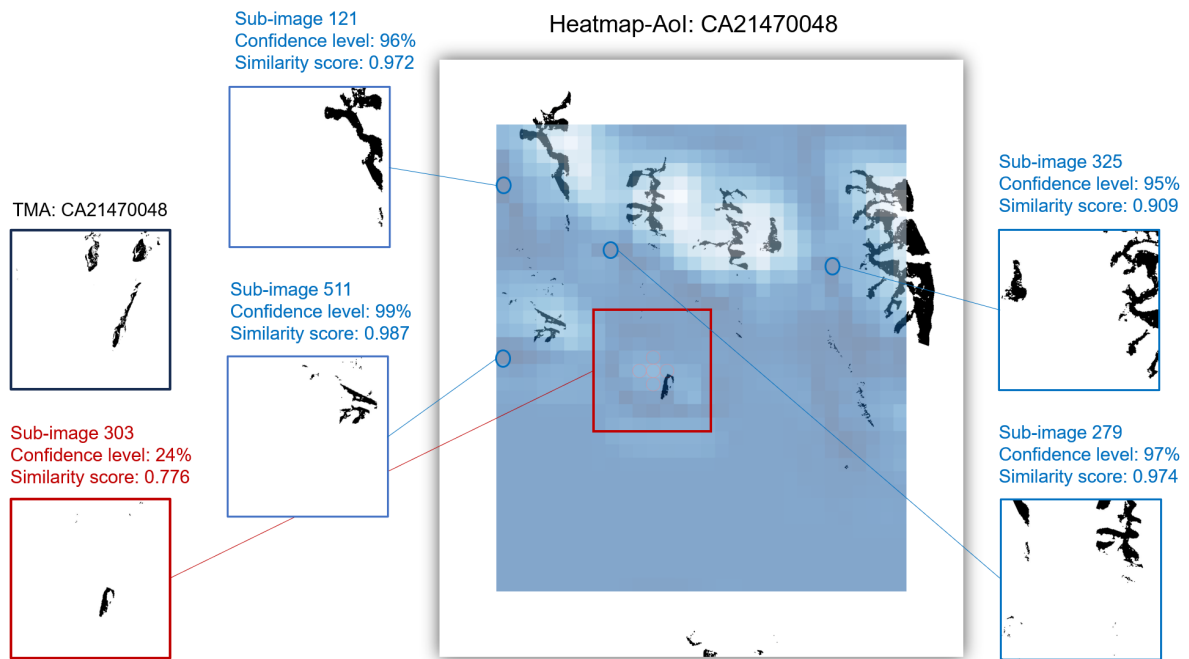 Heatmap-AoI: CA21470048
Sub-image 121
Confidence level: 96%
Similarity score: 0.972
TMA: CA21470048
Sub-image 511
Confidence level: 99%
Similarity score: 0.987
Sub-image 303
Confidence level: 24%
Similarity score: 0.776
Sub-image 325
Confidence level: 95%
Similarity score: 0.909
Sub-image 279
Confidence level: 97%
Similarity score: 0.974